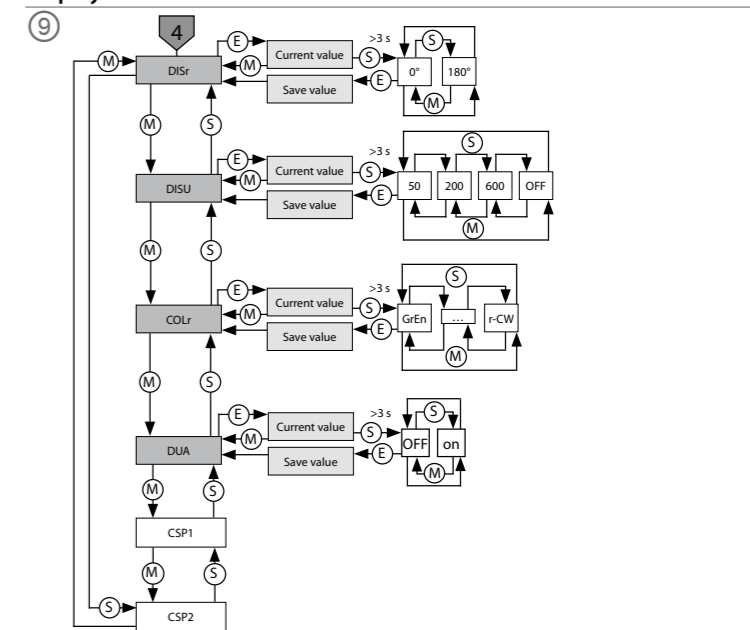 9
4
M
DISr
E
Current value
M
Save value
>3 s
S
E
0°
180°
S
M
M
S
DISU
E
Current value
M
Save value
>3 s
S
E
50
200
600
OFF
S
M
M
S
COLr
E
Current value
M
Save value
>3 s
S
E
GrEn
...
r-CW
S
M
M
S
DUA
E
Current value
M
Save value
>3 s
S
E
OFF
on
S
M
M
S
CSP1
M
S
S
CSP2